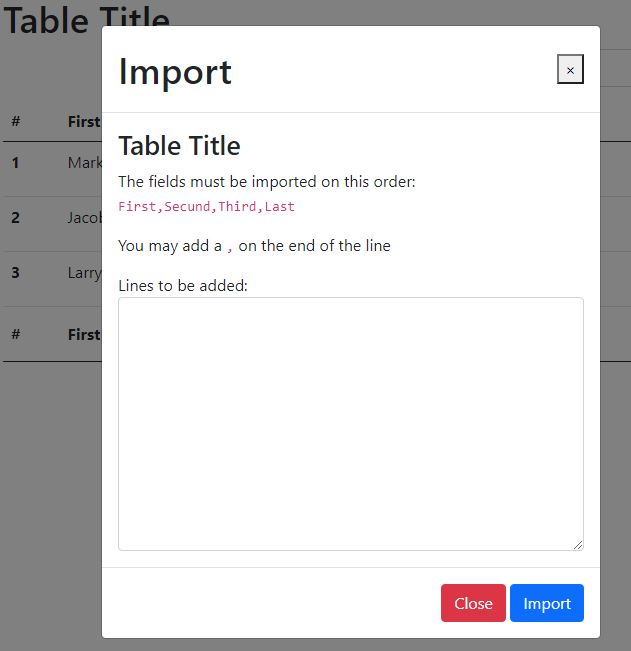 Table Title
Import
×
# First
Table Title
1 Mark
The fields must be imported on this order:
First,Secund,Third,Last
2 Jacob
You may add a , on the end of the line
3 Larry
Lines to be added:
# First
Close Import